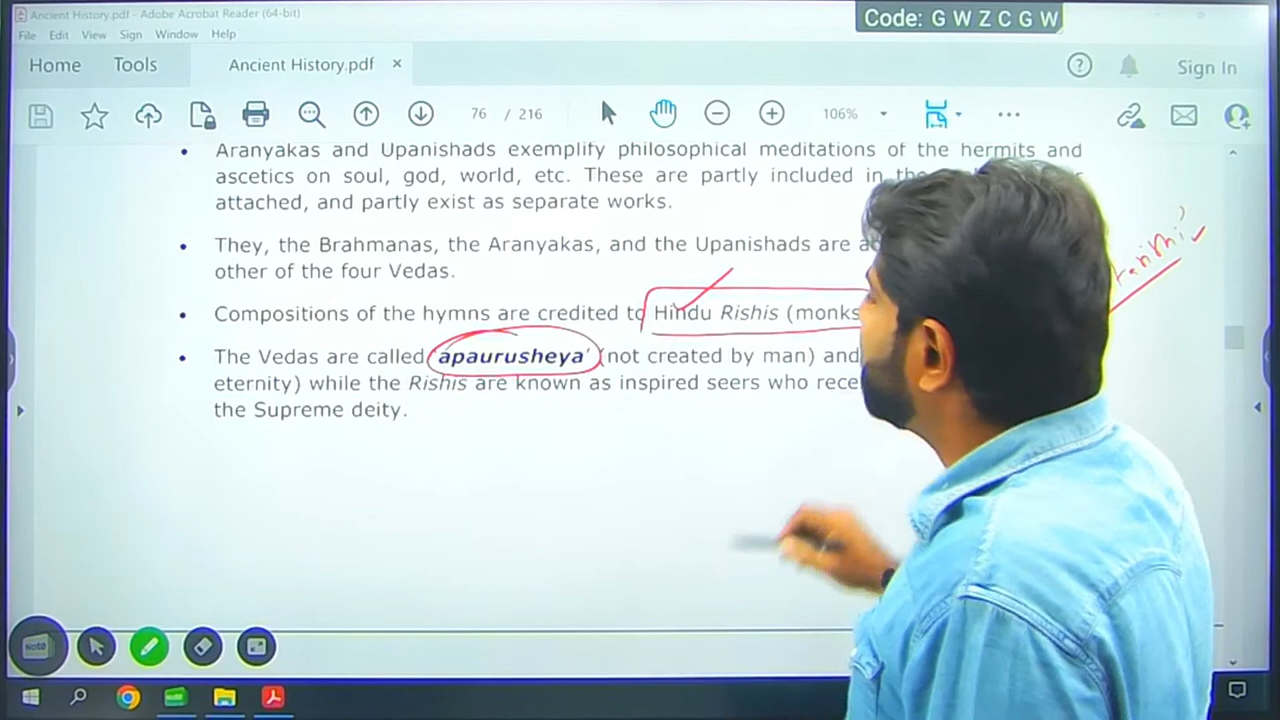 Ancient History.pdf - Adobe Acrobat Reader (64-bit)
Code: G W Z C G W
File Edit View Sign Window Help
Home Tools Ancient History.pdf × ? Sign In
76 / 216 106%
• Aranyakas and Upanishads exemplify philosophical meditations of the hermits and
ascetics on soul, god, world, etc. These are partly included in the
attached, and partly exist as separate works.
• They, the Brahmanas, the Aranyakas, and the Upanishads are
other of the four Vedas.
• Compositions of the hymns are credited to Hindu Rishis (monks
• The Vedas are called 'apaurusheya' (not created by man) and
eternity) while the Rishis are known as inspired seers who
the Supreme deity.
Note